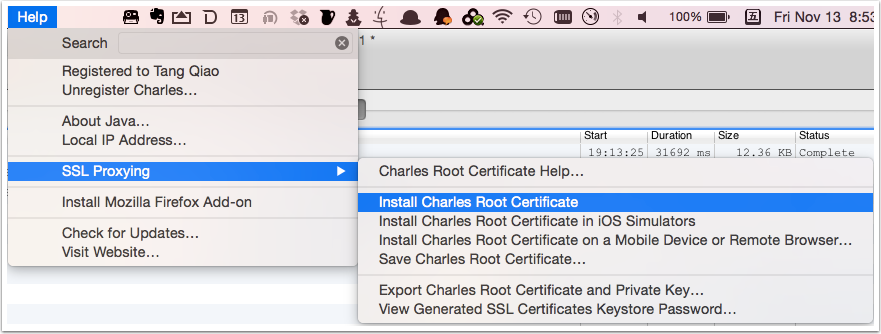 Help
13
100%
五
Fri Nov 13
8:53
Search
1 *
Registered to Tang Qiao
Unregister Charles…
About Java…
Local IP Address…
Start Duration Size Status
19:13:25 31692 ms 12.36 KB Complete
SSL Proxying
Charles Root Certificate Help…
Install Mozilla Firefox Add-on
Install Charles Root Certificate
Install Charles Root Certificate in iOS Simulators
Check for Updates…
Install Charles Root Certificate on a Mobile Device or Remote Browser…
Visit Website…
Save Charles Root Certificate…
Export Charles Root Certificate and Private Key…
View Generated SSL Certificates Keystore Password…